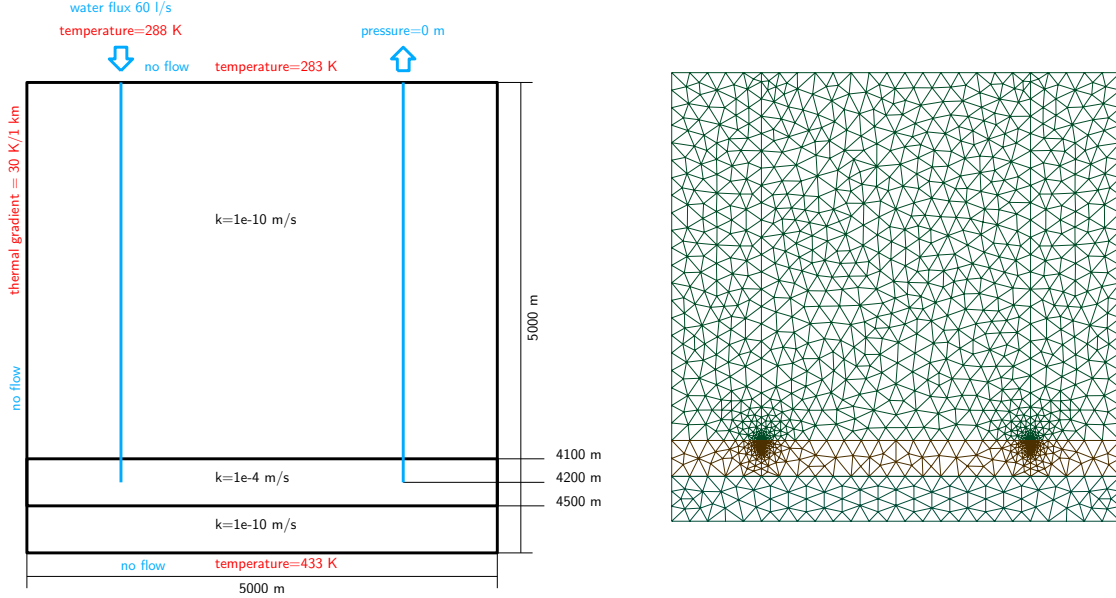 water flux 60 l/s
temperature=288 K
pressure=0 m
no flow
temperature=283 K
thermal gradient = 30 K/1 km
k=1e-10 m/s
5000 m
no flow
4100 m
k=1e-4 m/s
4200 m
4500 m
k=1e-10 m/s
no flow
temperature=433 K
5000 m